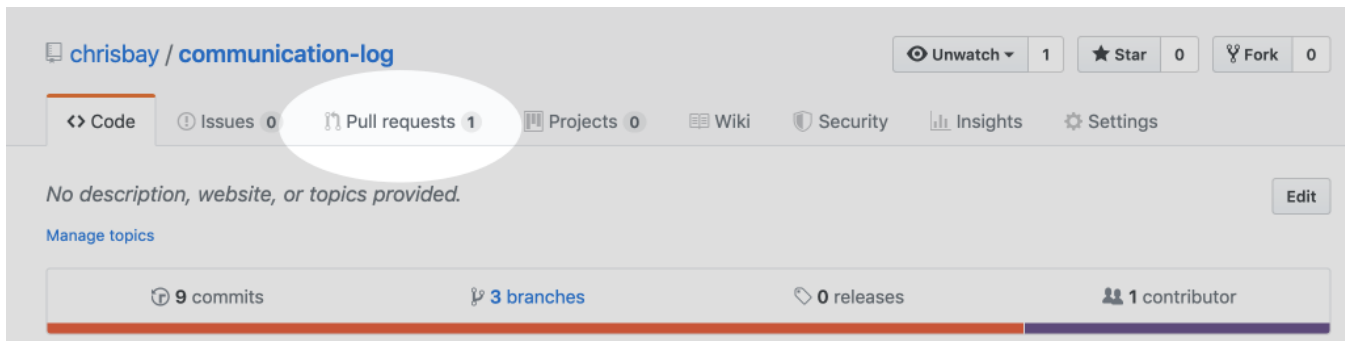 chrisbay / communication-log Unwatch 1 Star 0 Fork 0
<> Code Issues 0 Pull requests 1 Projects 0 Wiki Security Insights Settings
No description, website, or topics provided. Edit
Manage topics
9 commits 3 branches 0 releases 1 contributor